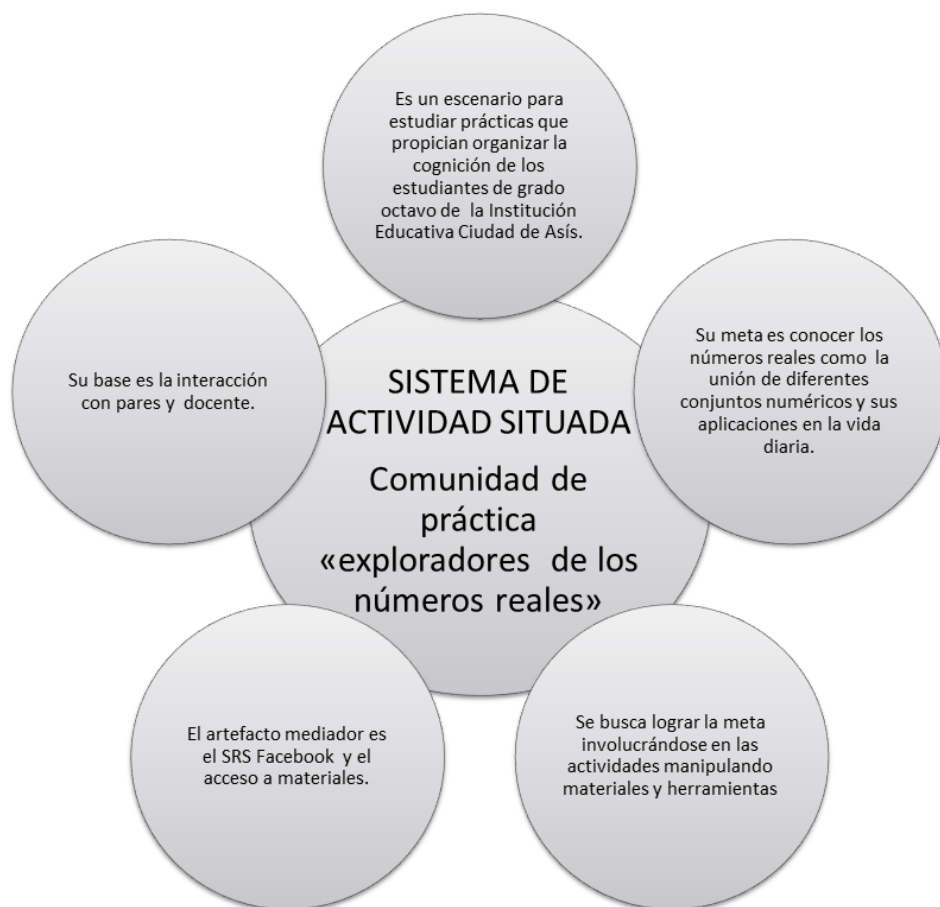 Es un escenario para
estudiar prácticas que
propician organizar la
cognición de los
estudiantes de grado
octavo de la Institución
Educativa Ciudad de Asís.
Su meta es conocer los
números reales como la
unión de diferentes
conjuntos numéricos y sus
aplicaciones en la vida
diaria.
Su base es la interacción
con pares y docente.
SISTEMA DE
ACTIVIDAD SITUADA
Comunidad de
práctica
«exploradores de los
números reales»
El artefacto mediador es
el SRS Facebook y el
acceso a materiales.
Se busca lograr la meta
involucrándose en las
actividades manipulando
materiales y herramientas